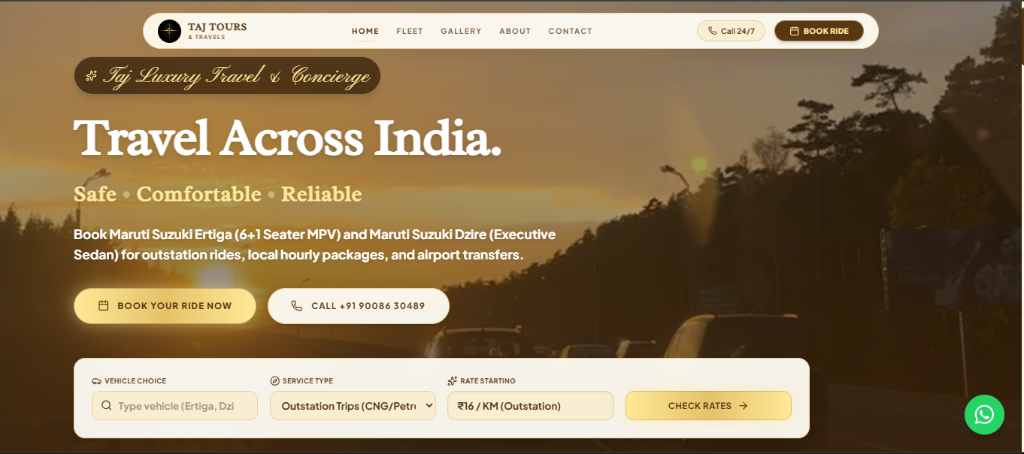 TAJ TOURS
& TRAVELS
HOME
FLEET
GALLERY
ABOUT
CONTACT
Call 24/7
BOOK RIDE
Taj Luxury Travel & Concierge
Travel Across India.
Safe • Comfortable • Reliable
Book Maruti Suzuki Ertiga (6+1 Seater MPV) and Maruti Suzuki Dzire (Executive
Sedan) for outstation rides, local hourly packages, and airport transfers.
BOOK YOUR RIDE NOW
CALL +91 90086 30489
VEHICLE CHOICE
SERVICE TYPE
RATE STARTING
Type vehicle (Ertiga, Dzi
Outstation Trips (CNG/Petr
₹16 / KM (Outstation)
CHECK RATES →